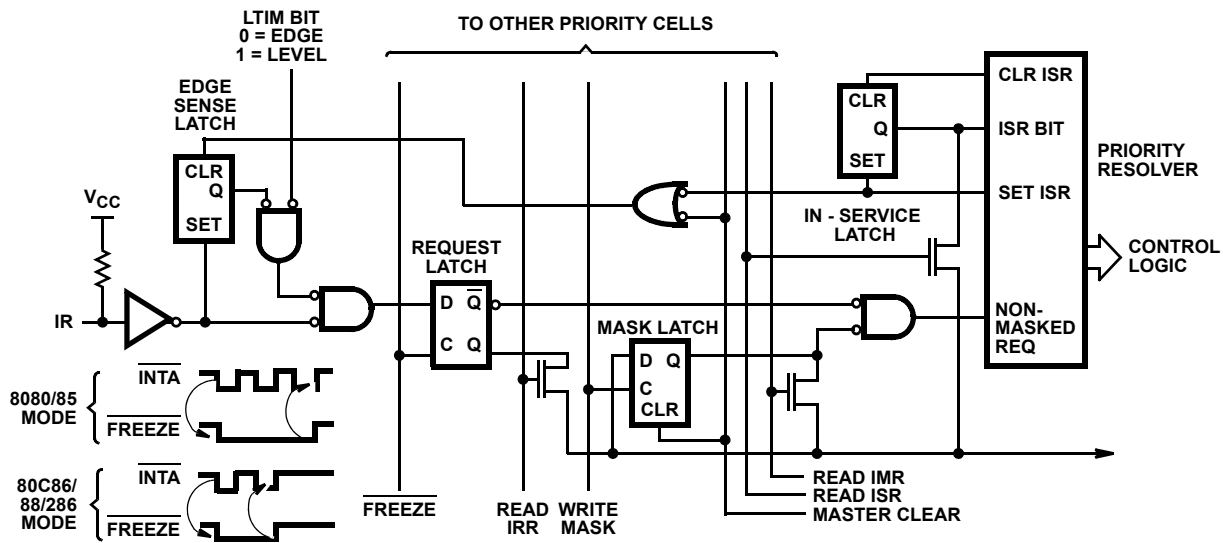 LTIM BIT
0 = EDGE
1 = LEVEL
TO OTHER PRIORITY CELLS
EDGE
SENSE
LATCH
CLR
Q
SET
VCC
IR
REQUEST
LATCH
D Q
C Q
MASK LATCH
D Q
C
CLR
CLR
Q
SET
IN - SERVICE
LATCH
CLR ISR
ISR BIT
SET ISR
NON-
MASKED
REQ
PRIORITY
RESOLVER
CONTROL
LOGIC
8080/85
MODE
INTA
FREEZE
80C86/
88/286
MODE
INTA
FREEZE
FREEZE
READ
IRR
WRITE
MASK
READ IMR
READ ISR
MASTER CLEAR